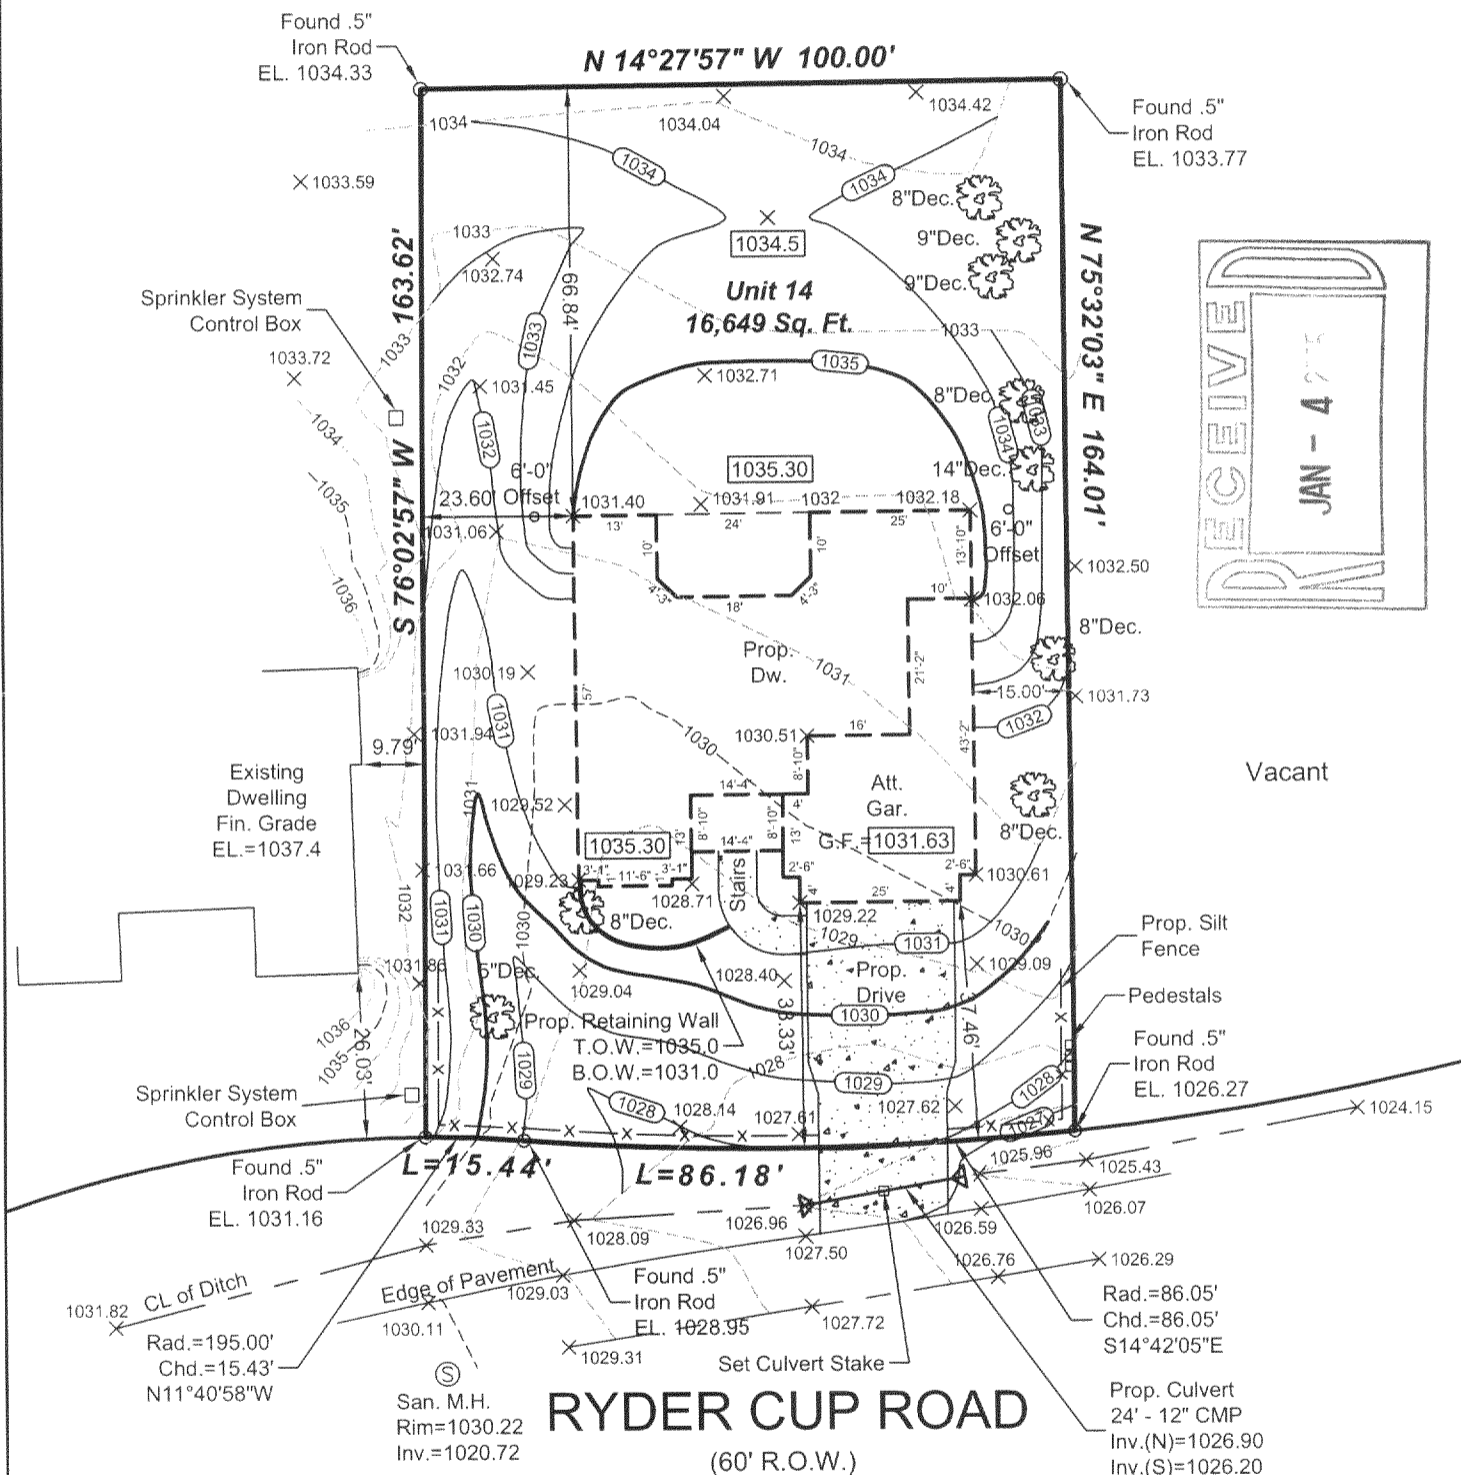 Found .5"
Iron Rod
EL. 1034.33
N 14°27'57" W 100.00'
Found .5"
Iron Rod
EL. 1033.77
1034
1034.04
1034.42
1034
1033.59
1034
1034
8"Dec.
9"Dec.
9"Dec.
1033
1032.74
1034.5
Unit 14
16,649 Sq. Ft.
66.84'
S 76°02'57" W 163.62'
N 75°32'03" E 164.01'
RECEIVED
JAN - 4
Sprinkler System
Control Box
1033.72
1033
1032
1033
1033
1031.45
1032.71
1035
8"Dec.
1033
1034
1034
1032
6'-0"
Offset
23.60'
1035.30
14"Dec.
1035
1031.40
1031.91
1032
1032.18
13'
24'
25'
1031.06
10'
10'
13'-10"
6'-0"
Offset
1032.50
1036
4'-3"
18'
4'-3"
10'
1032.06
8"Dec.
Prop.
Dw.
1031
21'-2"
1030.19
57'
15.00'
1031.73
1031
1032
1031.94
9.79'
1030
1030.51
16'
43'-2"
8'-10"
Existing
Dwelling
Fin. Grade
EL.=1037.4
Vacant
1031
1029.52
14'-4"
4'
Att.
Gar.
8"Dec.
1035.30
13'
8'-10"
14'-4"
8'-10"
13'
G.F.=1031.63
1031.66
3'-1"
11'-6"
3'-1"
1029.23
1028.71
Stairs
2'-6"
4'
25'
2'-6"
4'
1030.61
8"Dec.
1029.22
1032
1031
1030
1030
1029
1031
1030
Prop. Silt
Fence
1031.86
5"Dec.
1029.04
1028.40
Prop.
Drive
1029.09
Pedestals
1036
1035
26.03'
Prop. Retaining Wall
T.O.W.=1035.0
B.O.W.=1031.0
38.33'
1030
37.46'
Found .5"
Iron Rod
EL. 1026.27
1029
1028
1029
1028
Sprinkler System
Control Box
1028
1028.14
1027.61
1027.62
1027
1024.15
Found .5"
Iron Rod
EL. 1031.16
L=15.44'
L=86.18'
1025.96
1025.43
1026.07
1029.33
1028.09
1026.96
1027.50
1026.59
1026.76
1026.29
CL of Ditch
Edge of Pavement
1031.82
1029.03
1030.11
Found .5"
Iron Rod
EL. 1028.95
1027.72
1029.31
Rad.=195.00'
Chd.=15.43'
N11°40'58"W
Rad.=86.05'
Chd.=86.05'
S14°42'05"E
Set Culvert Stake
S
San. M.H.
Rim=1030.22
Inv.=1020.72
RYDER CUP ROAD
(60' R.O.W.)
Prop. Culvert
24' - 12" CMP
Inv.(N)=1026.90
Inv.(S)=1026.20